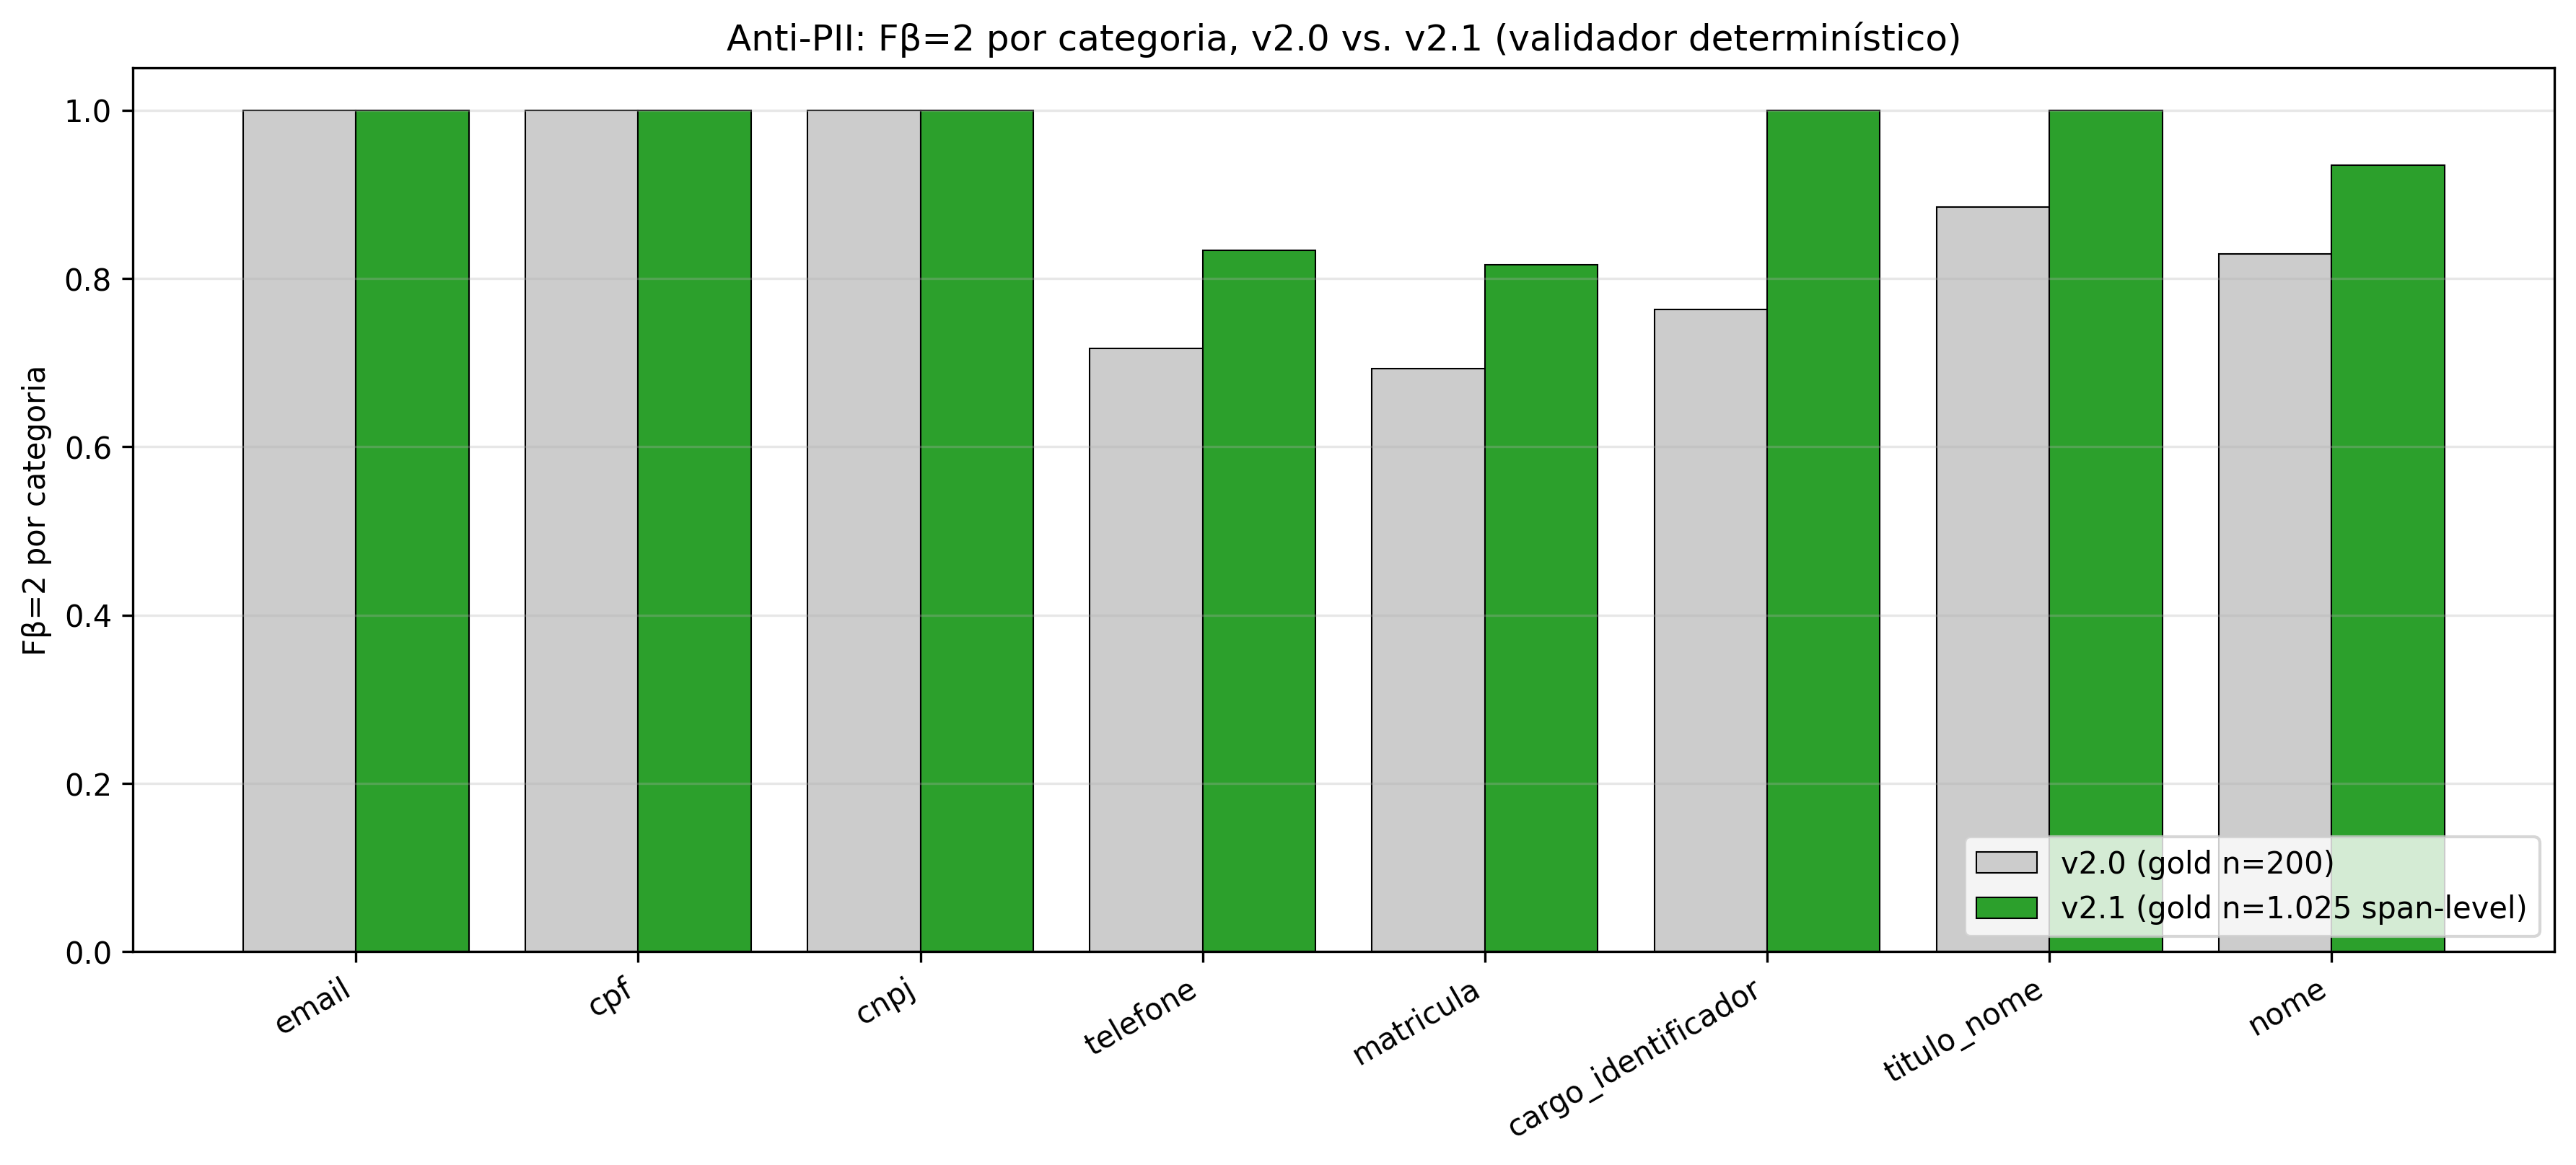 Anti-PII: Fβ=2 por categoria, v2.0 vs. v2.1 (validador determinístico)
Fβ=2 por categoria
1.0
0.8
0.6
0.4
0.2
0.0
email
cpf
cnpj
telefone
matricula
cargo_identificador
titulo_nome
nome
v2.0 (gold n=200)
v2.1 (gold n=1.025 span-level)